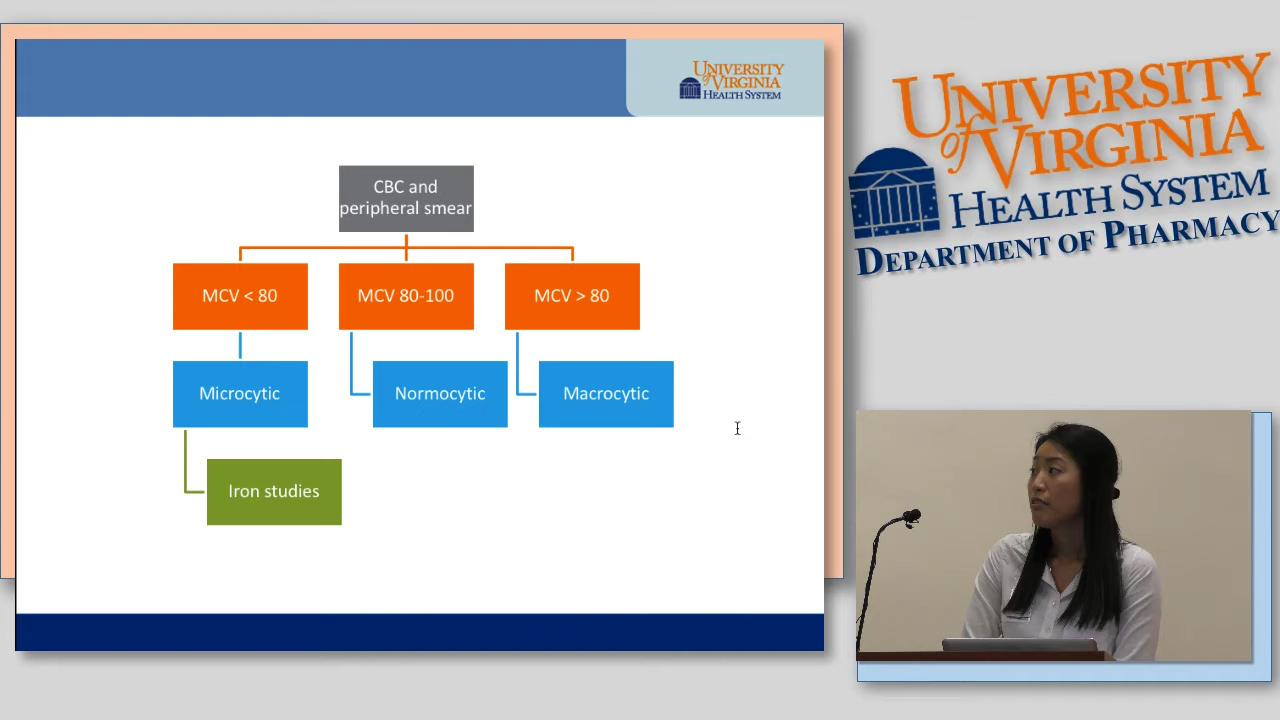 UNIVERSITY
of VIRGINIA
HEALTH SYSTEM
CBC and
peripheral smear
MCV < 80
MCV 80-100
MCV > 80
Microcytic
Normocytic
Macrocytic
Iron studies
UNIVERSITY
of VIRGINIA
HEALTH SYSTEM
DEPARTMENT OF PHARMACY